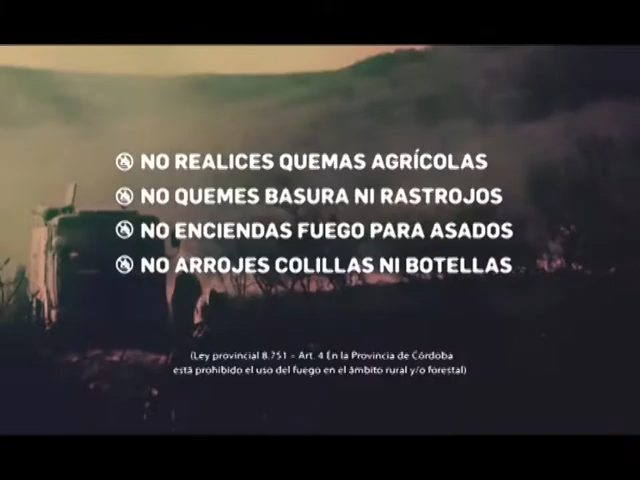 NO REALICES QUEMAS AGRÍCOLAS
NO QUEMES BASURA NI RASTROJOS
NO ENCIENDAS FUEGO PARA ASADOS
NO ARROJES COLILLAS NI BOTELLAS
(Ley provincial 8.751 - Art. 4 En la Provincia de Córdoba
está prohibido el uso del fuego en el ámbito rural y/o forestal)